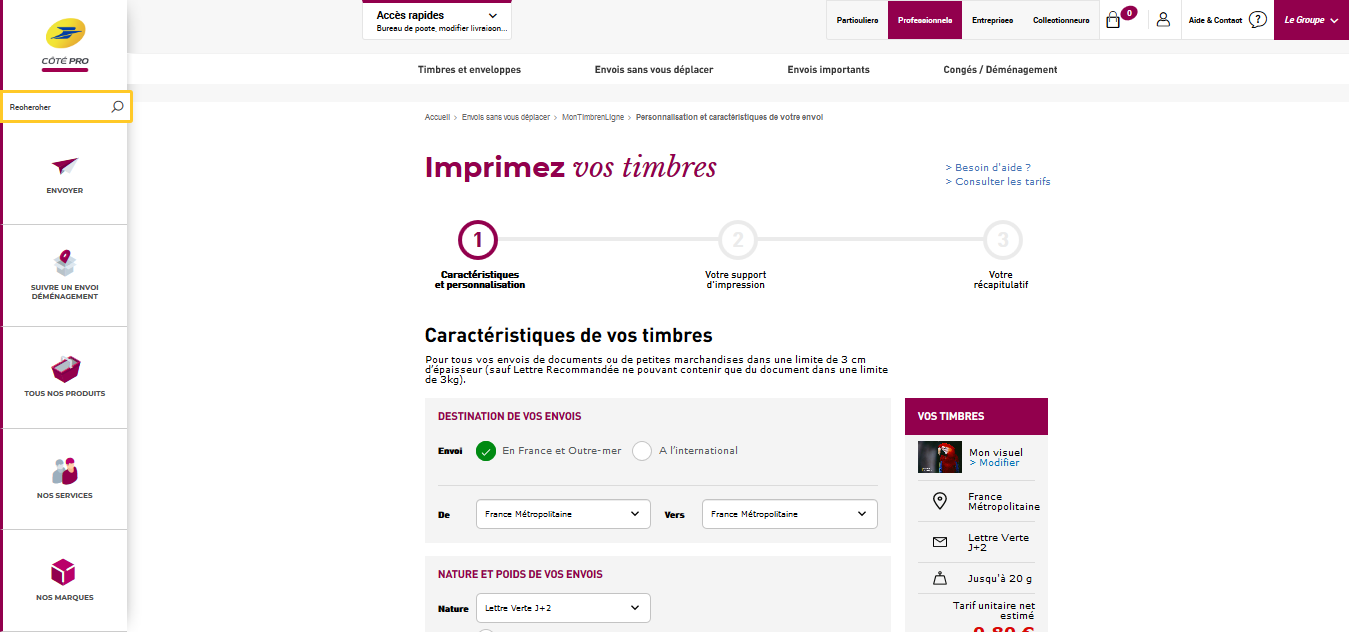 Accès rapides
Bureau de poste, modifier livraison...
Particuliers
Professionnels
Entreprises
Collectionneurs
0
Aide & Contact
?
Le Groupe
CÔTÉ PRO
Rechercher
Timbres et enveloppes
Envois sans vous déplacer
Envois importants
Congés / Déménagement
Accueil > Envois sans vous déplacer > MonTimbrenLigne > Personnalisation et caractéristiques de votre envoi
Imprimez vos timbres
> Besoin d'aide ?
> Consulter les tarifs
ENVOYER
SUIVRE UN ENVOI
DÉMÉNAGEMENT
TOUS NOS PRODUITS
NOS SERVICES
NOS MARQUES
1
2
3
Caractéristiques
et personnalisation
Votre support
d'impression
Votre
récapitulatif
Caractéristiques de vos timbres
Pour tous vos envois de documents ou de petites marchandises dans une limite de 3 cm
d'épaisseur (sauf Lettre Recommandée ne pouvant contenir que du document dans une limite
de 3kg).
DESTINATION DE VOS ENVOIS
Envoi
En France et Outre-mer
A l'international
De
France Métropolitaine
Vers
France Métropolitaine
NATURE ET POIDS DE VOS ENVOIS
Nature
Lettre Verte J+2
VOS TIMBRES
Mon visuel
> Modifier
France
Métropolitaine
Lettre Verte
J+2
Jusqu'à 20 g
Tarif unitaire net
estimé